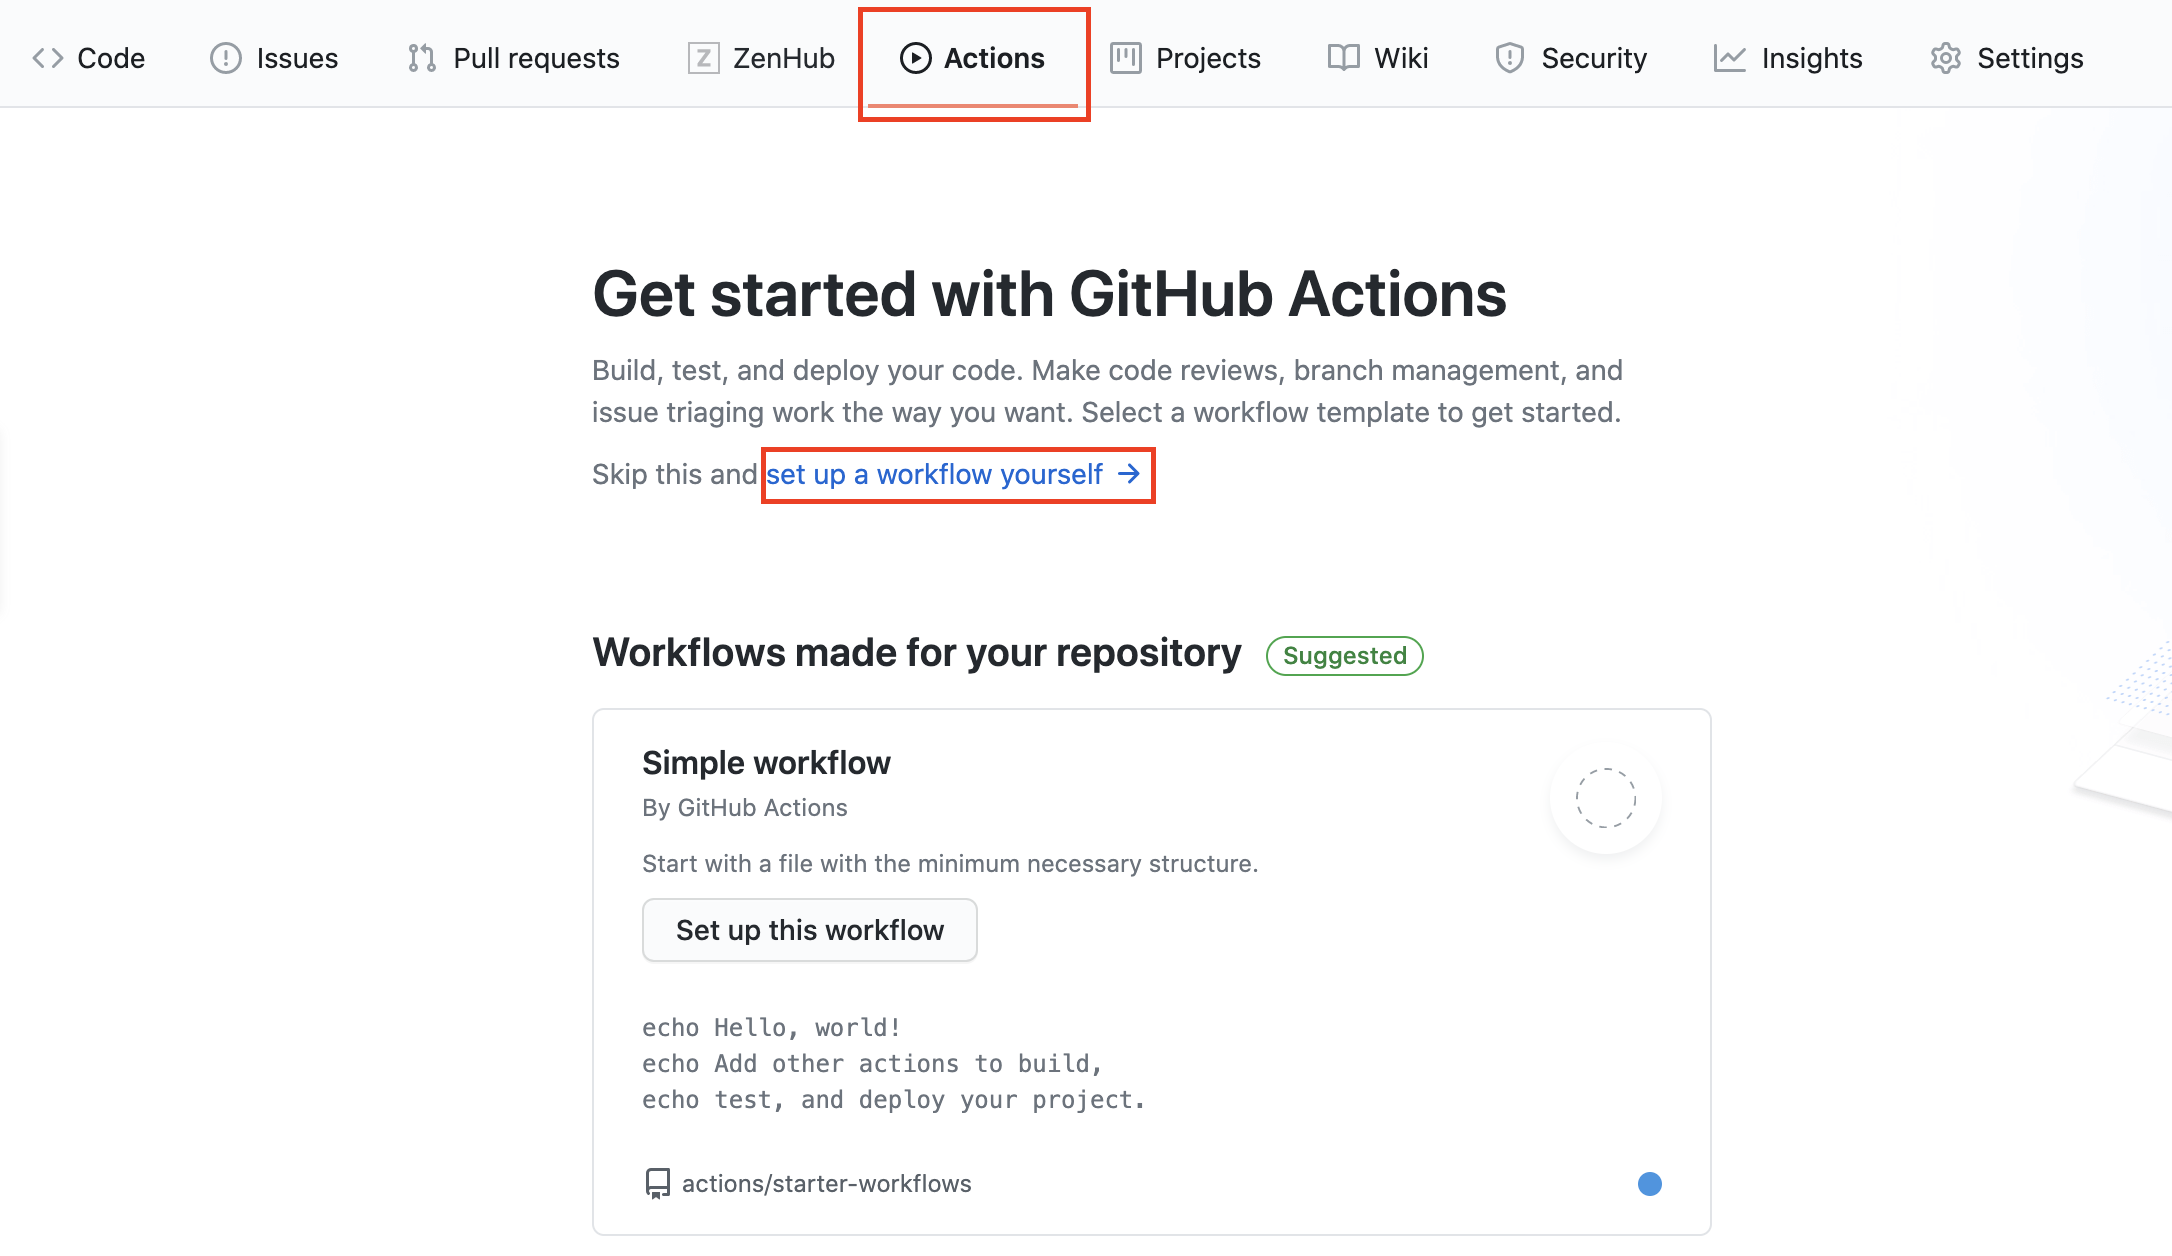 Code Issues Pull requests Z ZenHub Actions Projects Wiki Security Insights Settings
Get started with GitHub Actions
Build, test, and deploy your code. Make code reviews, branch management, and
issue triaging work the way you want. Select a workflow template to get started.
Skip this and set up a workflow yourself →
Workflows made for your repository Suggested
Simple workflow
By GitHub Actions
Start with a file with the minimum necessary structure.
Set up this workflow
echo Hello, world!
echo Add other actions to build,
echo test, and deploy your project.
actions/starter-workflows